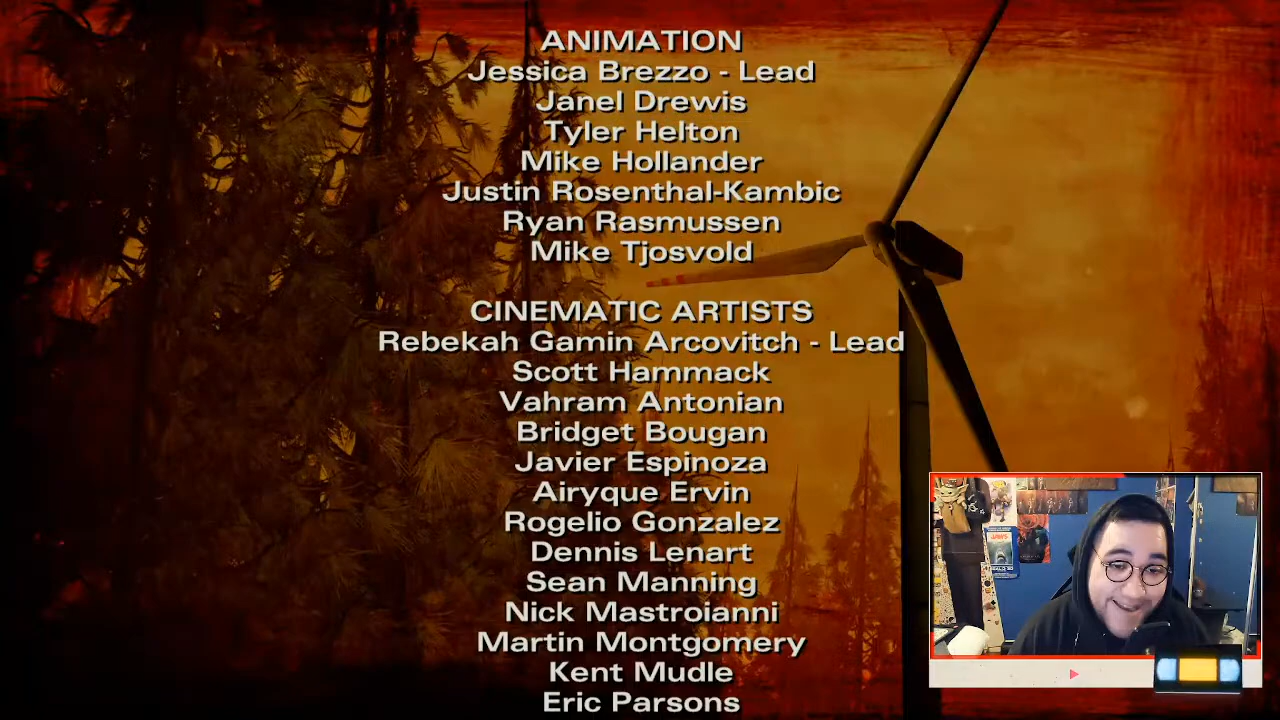 ANIMATION
Jessica Brezzo - Lead
Janel Drewis
Tyler Helton
Mike Hollander
Justin Rosenthal-Kambic
Ryan Rasmussen
Mike Tjosvold
CINEMATIC ARTISTS
Rebekah Gamin Arcovitch - Lead
Scott Hammack
Vahram Antonian
Bridget Bougan
Javier Espinoza
Airyque Ervin
Rogelio Gonzalez
Dennis Lenart
Sean Manning
Nick Mastroianni
Martin Montgomery
Kent Mudle
Eric Parsons
JAWS